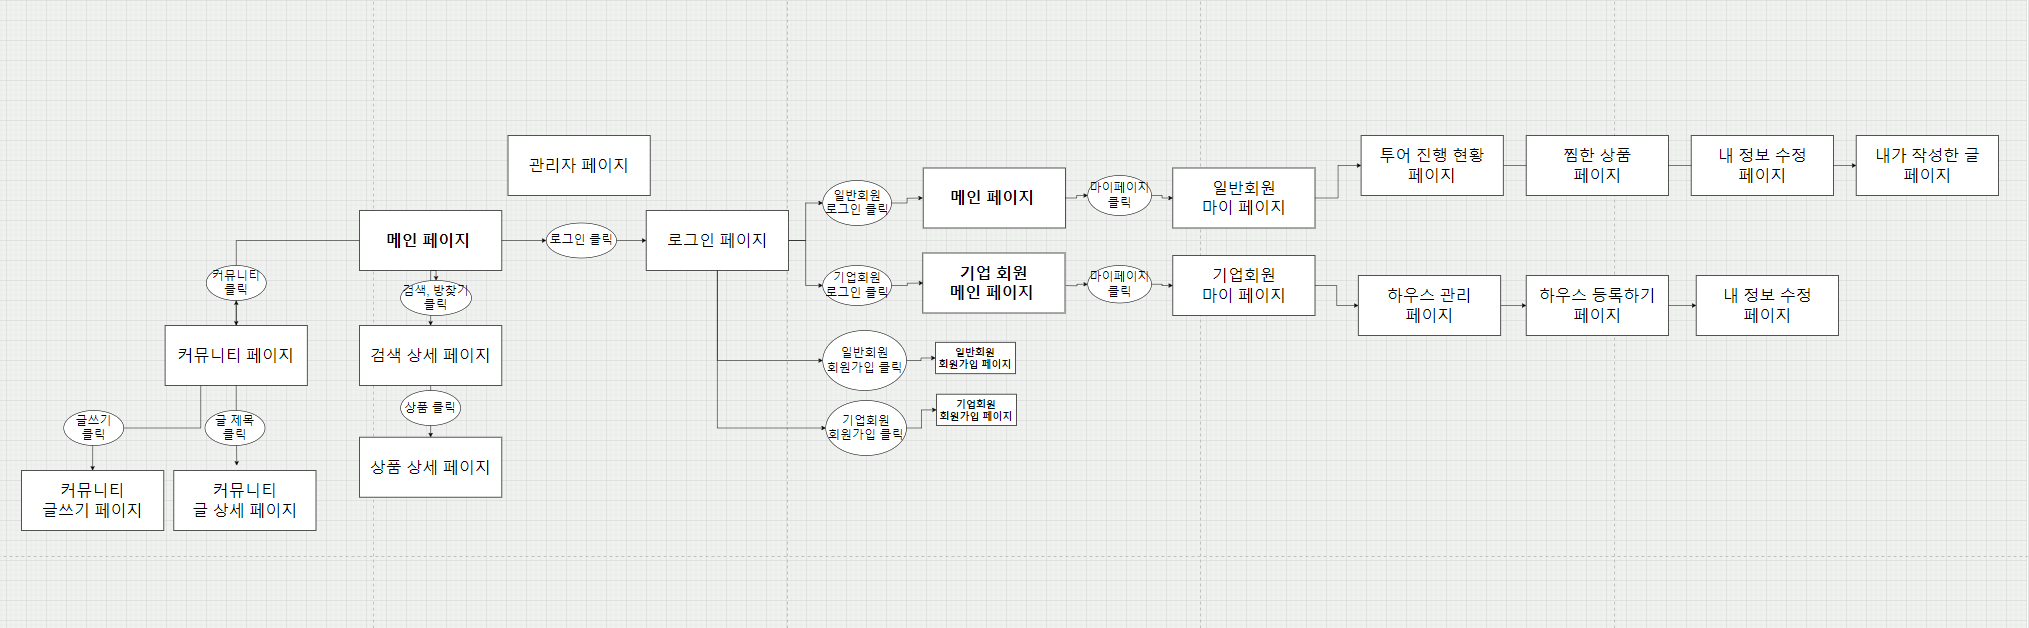 관리자 페이지
메인 페이지
로그인 클릭
로그인 페이지
커뮤니티
클릭
검색, 방찾기
클릭
커뮤니티 페이지
검색 상세 페이지
글쓰기
클릭
글 제목
클릭
상품 클릭
커뮤니티
글쓰기 페이지
커뮤니티
글 상세 페이지
상품 상세 페이지
일반회원
로그인 클릭
메인 페이지
마이페이지
클릭
일반회원
마이 페이지
투어 진행 현황
페이지
찜한 상품
페이지
내 정보 수정
페이지
내가 작성한 글
페이지
기업회원
로그인 클릭
기업 회원
메인 페이지
마이페이지
클릭
기업회원
마이 페이지
하우스 관리
페이지
하우스 등록하기
페이지
내 정보 수정
페이지
일반회원
회원가입 클릭
일반회원
회원가입 페이지
기업회원
회원가입 클릭
기업회원
회원가입 페이지